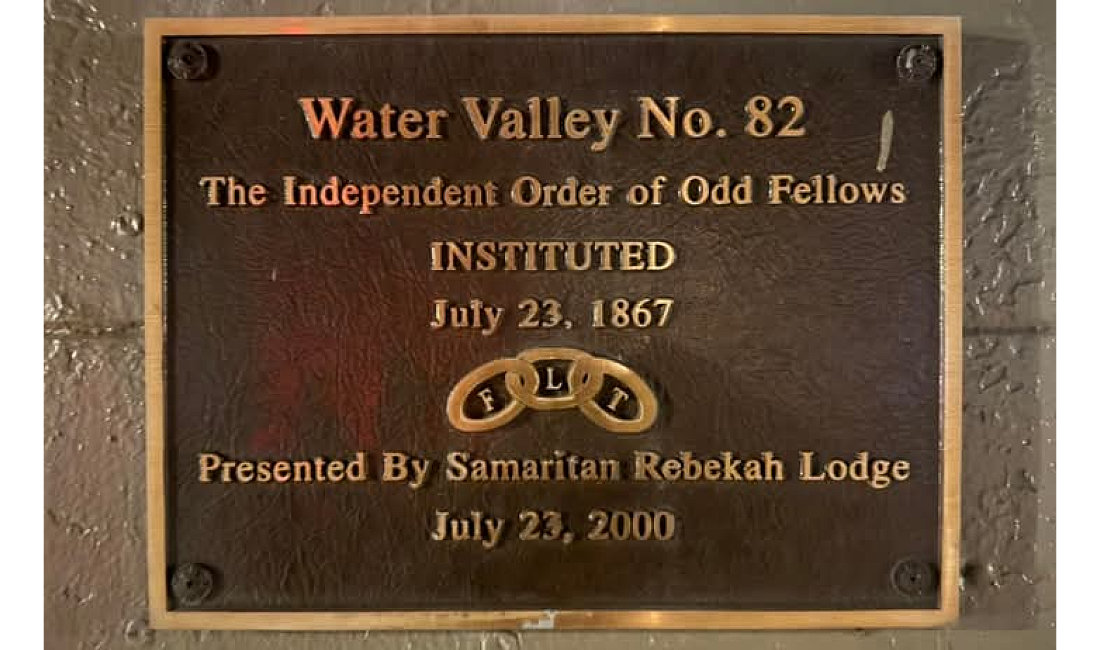 Water Valley No. 82
The Independent Order of Odd Fellows
INSTITUTED
July 23, 1867
F L T
Presented By Samaritan Rebekah Lodge
July 23, 2000